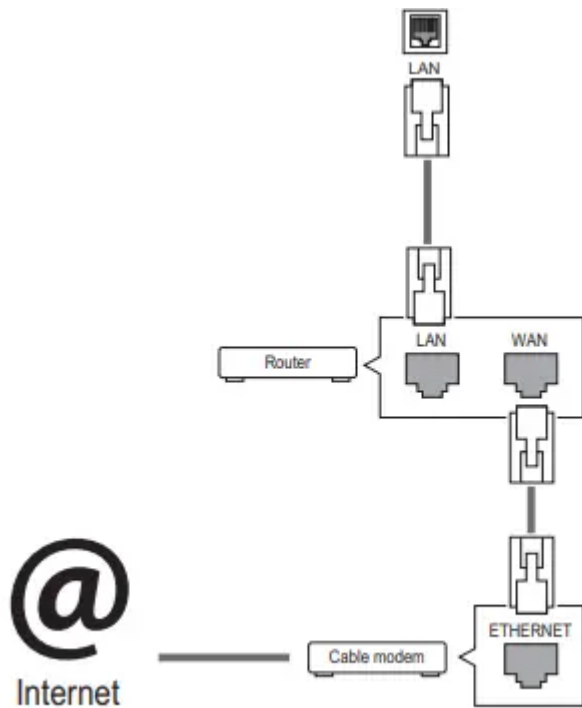 LAN
LAN WAN
Router
ETHERNET
@
Cable modem
Internet